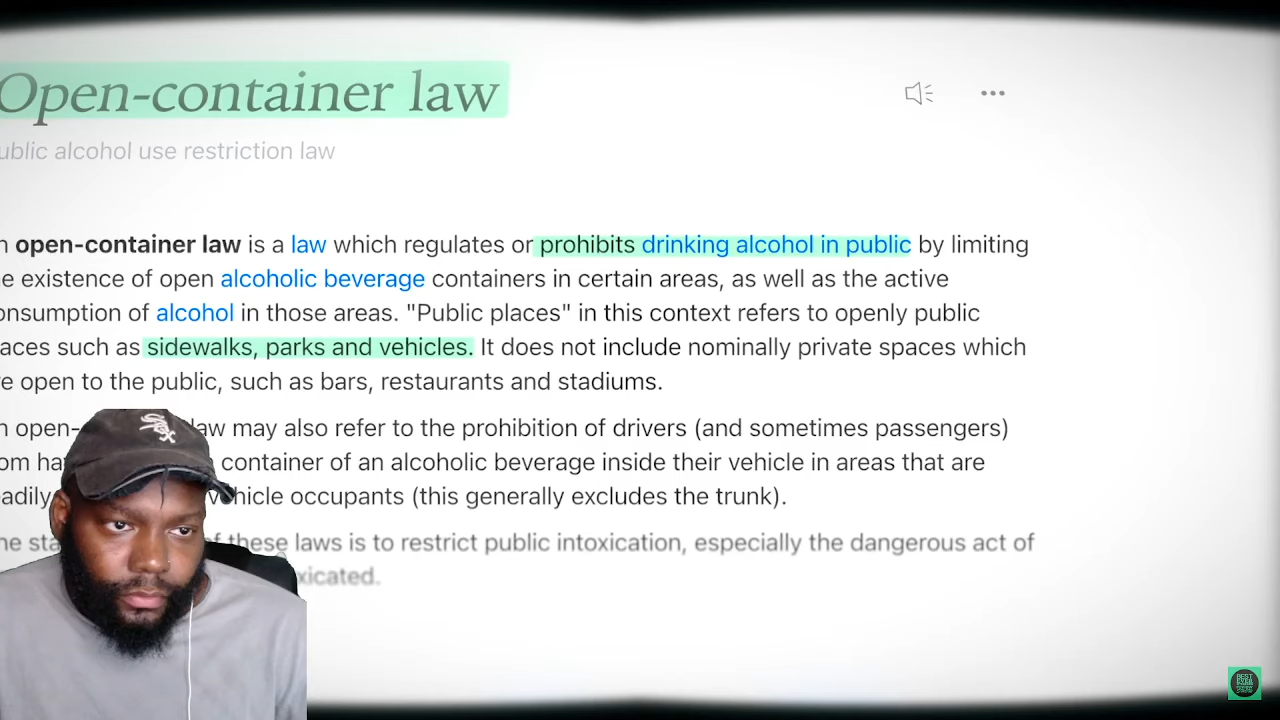 Open-container law
ublic alcohol use restriction law
n open-container law is a law which regulates or prohibits drinking alcohol in public by limiting
e existence of open alcoholic beverage containers in certain areas, as well as the active
onsumption of alcohol in those areas. "Public places" in this context refers to openly public
aces such as sidewalks, parks and vehicles. It does not include nominally private spaces which
e open to the public, such as bars, restaurants and stadiums.
n open- law may also refer to the prohibition of drivers (and sometimes passengers)
om ha container of an alcoholic beverage inside their vehicle in areas that are
adily vehicle occupants (this generally excludes the trunk).
he sta of these laws is to restrict public intoxication, especially the dangerous act of
xicated.
Sox
BEST
EVER